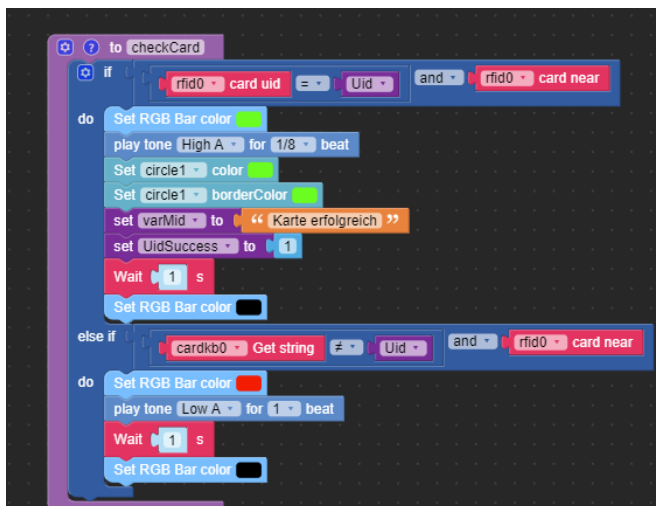 ? to checkCard
if rfid0 card uid = Uid and rfid0 card near
do Set RGB Bar color
play tone High A for 1/8 beat
Set circle1 color
Set circle1 borderColor
set varMid to “ Karte erfolgreich ”
set UidSuccess to 1
Wait 1 s
Set RGB Bar color
else if cardkb0 Get string ≠ Uid and rfid0 card near
do Set RGB Bar color
play tone Low A for 1 beat
Wait 1 s
Set RGB Bar color